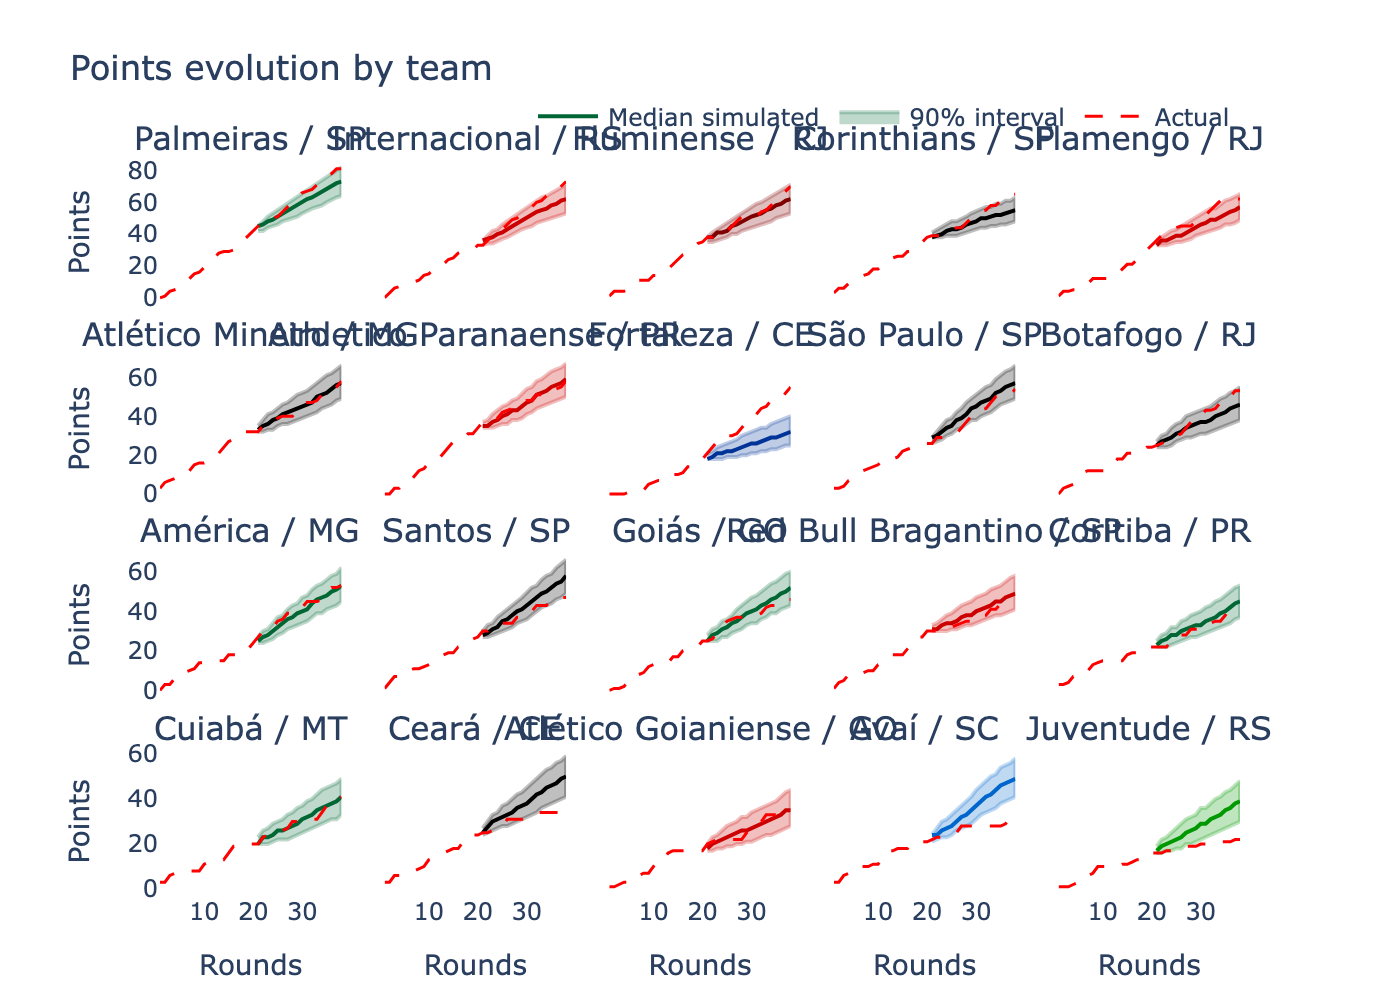 Points evolution by team
Median simulated 90% interval Actual
Palmeiras / SP Internacional / RS Fluminense / RJ Corinthians / SP Flamengo / RJ
80
60
40
20
0
Points
Atlético Mineiro / MG Athletico Paranaense / PR Fortaleza / CE São Paulo / SP Botafogo / RJ
60
40
20
0
Points
América / MG Santos / SP Goiás / GO Red Bull Bragantino / SP Coritiba / PR
60
40
20
0
Points
Cuiabá / MT Ceará / CE Atlético Goianiense / GO Avaí / SC Juventude / RS
60
40
20
0
Points
10 20 30 10 20 30 10 20 30 10 20 30 10 20 30
Rounds Rounds Rounds Rounds Rounds